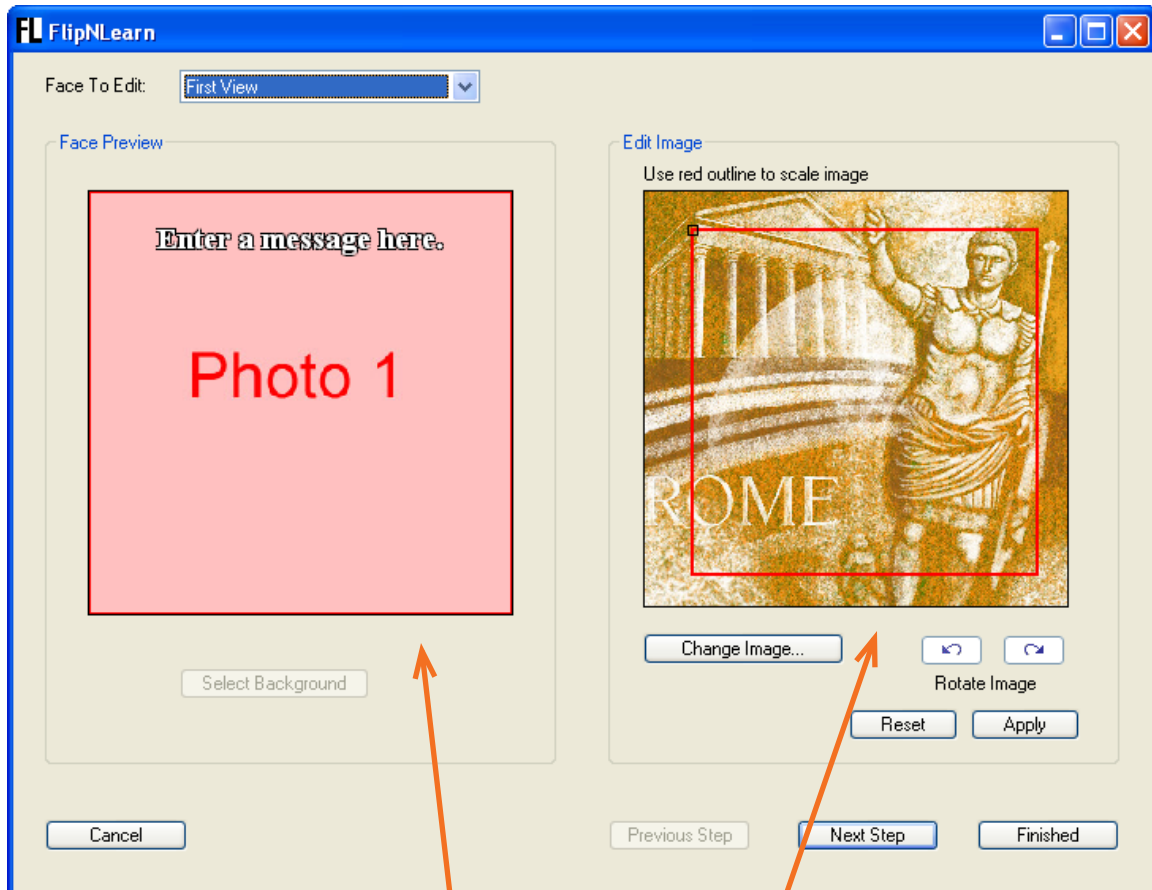 FL FlipNLearn
Face To Edit: First View
Face Preview
Enter a message here.
Photo 1
Select Background
Edit Image
Use red outline to scale image
ROME
Change Image...
Rotate Image
Reset Apply
Cancel Previous Step Next Step Finished